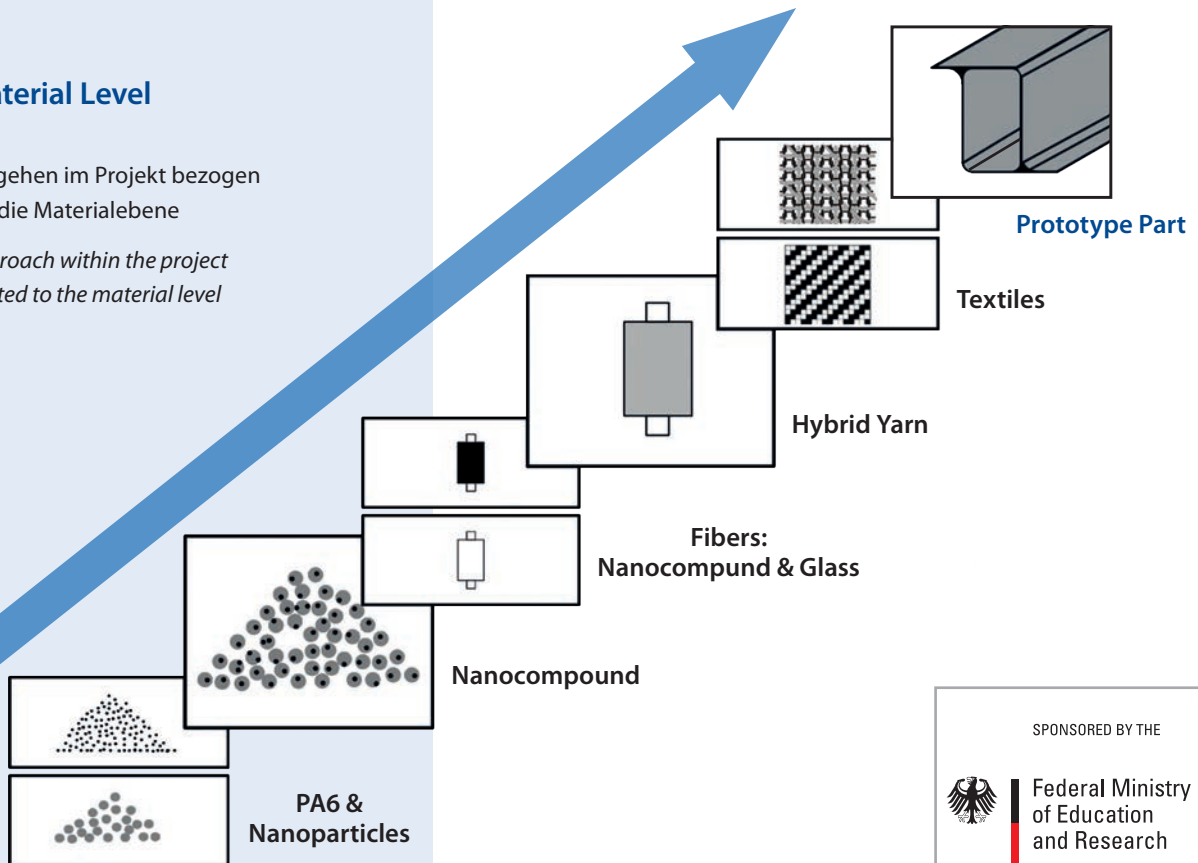 aterial Level
gehen im Projekt bezogen
die Materialebene
roach within the project
ted to the material level
Prototype Part
Textiles
Hybrid Yarn
Fibers:
Nanocompund & Glass
Nanocompound
PA6 &
Nanoparticles
SPONSORED BY THE
Federal Ministry
of Education
and Research